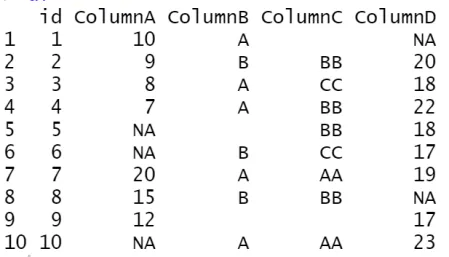 id ColumnA ColumnB ColumnC ColumnD
1 1 10 A NA
2 2 9 B BB 20
3 3 8 A CC 18
4 4 7 A BB 22
5 5 NA BB 18
6 6 NA B CC 17
7 7 20 A AA 19
8 8 15 B BB NA
9 9 12 17
10 10 NA A AA 23